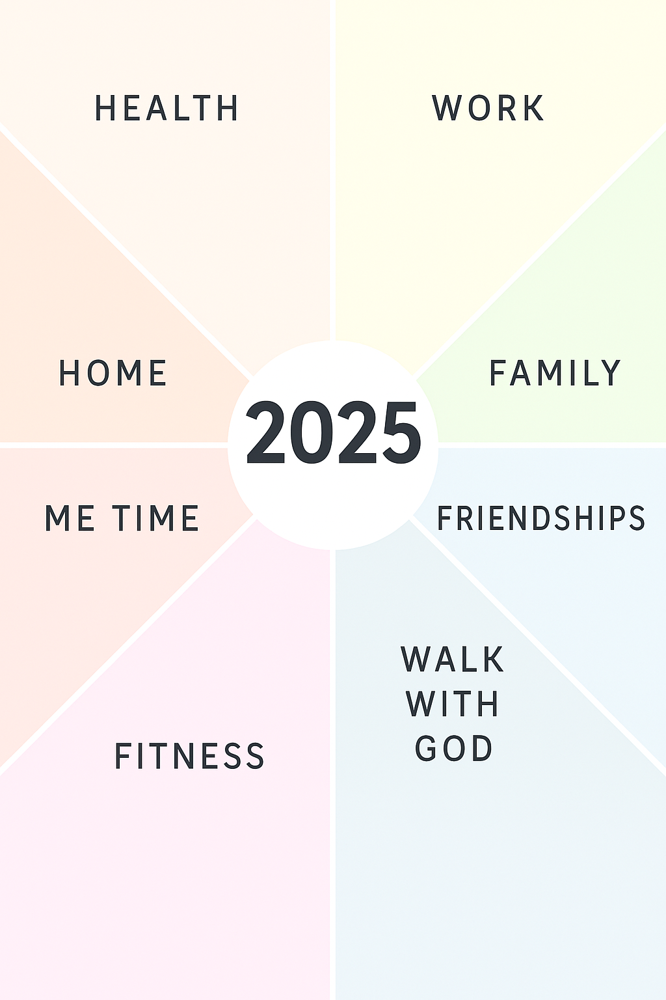 HEALTH
WORK
HOME
FAMILY
2025
ME TIME
FRIENDSHIPS
WALK
WITH
GOD
FITNESS